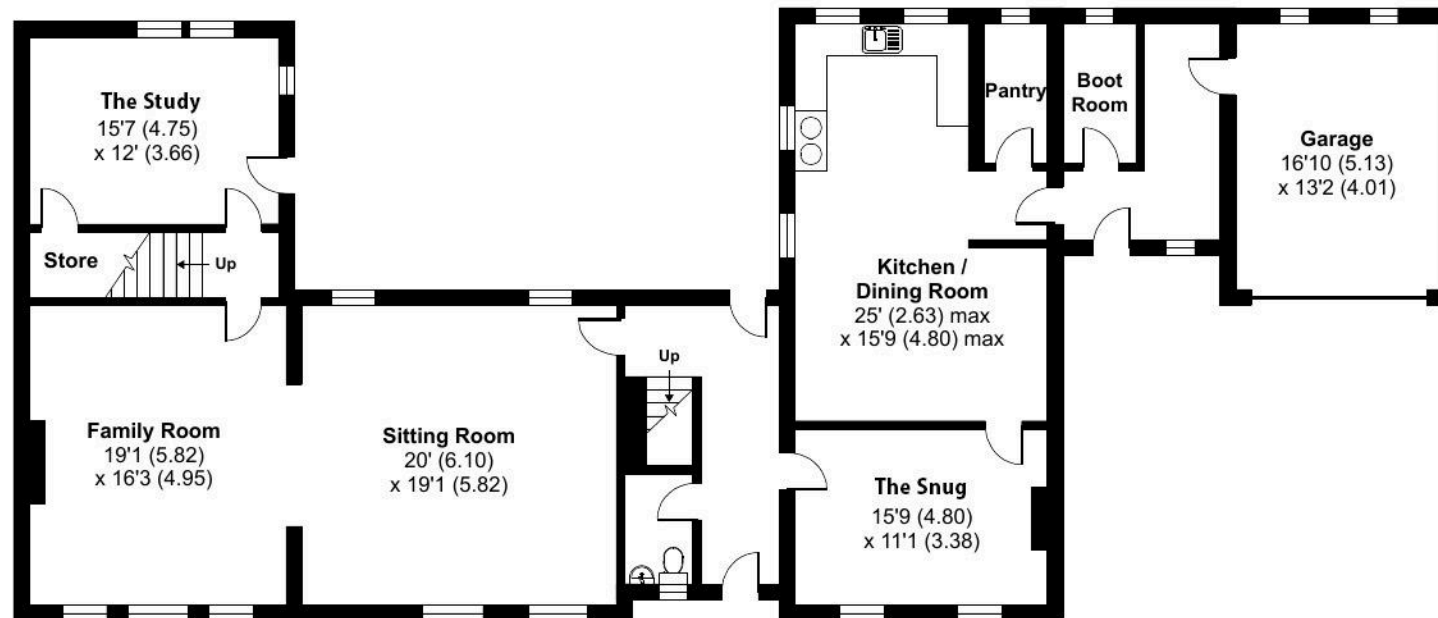 The Study
15'7 (4.75)
x 12' (3.66)
Store
Up
Family Room
19'1 (5.82)
x 16'3 (4.95)
Sitting Room
20' (6.10)
x 19'1 (5.82)
Up
Kitchen /
Dining Room
25' (2.63) max
x 15'9 (4.80) max
The Snug
15'9 (4.80)
x 11'1 (3.38)
Pantry
Boot
Room
Garage
16'10 (5.13)
x 13'2 (4.01)